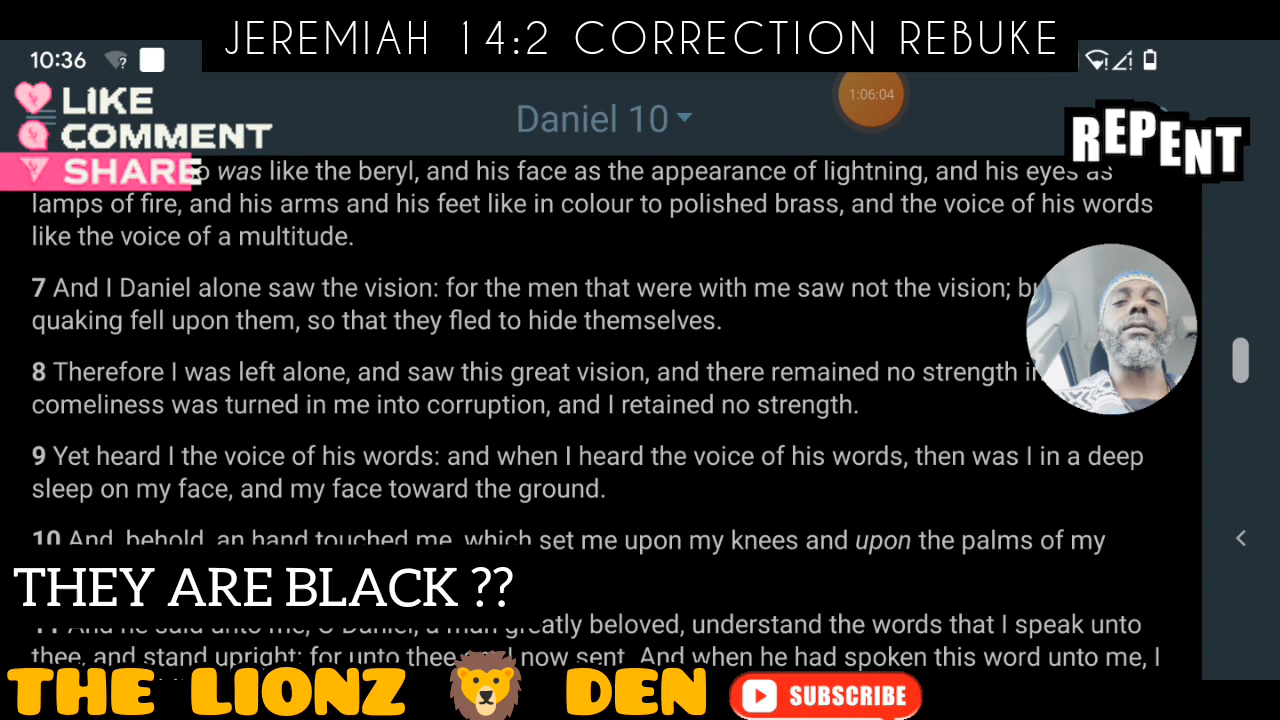 JEREMIAH 14:2 CORRECTION REBUKE
10:36
?
LIKE
COMMENT
SHARE
Daniel 10
1:06:04
REPENT
was like the beryl, and his face as the appearance of lightning, and his eyes as
lamps of fire, and his arms and his feet like in colour to polished brass, and the voice of his words
like the voice of a multitude.
7 And I Daniel alone saw the vision: for the men that were with me saw not the vision;
quaking fell upon them, so that they fled to hide themselves.
8 Therefore I was left alone, and saw this great vision, and there remained no strength
comeliness was turned in me into corruption, and I retained no strength.
9 Yet heard I the voice of his words: and when I heard the voice of his words, then was I in a deep
sleep on my face, and my face toward the ground.
10 And, behold, an hand touched me, which set me upon my knees and upon the palms of my
THEY ARE BLACK ??
11 And he said unto me, O Daniel, a man greatly beloved, understand the words that I speak unto
thee, and stand upright: for unto thee now sent. And when he had spoken this word unto me, I
THE LIONZ DEN
SUBSCRIBE